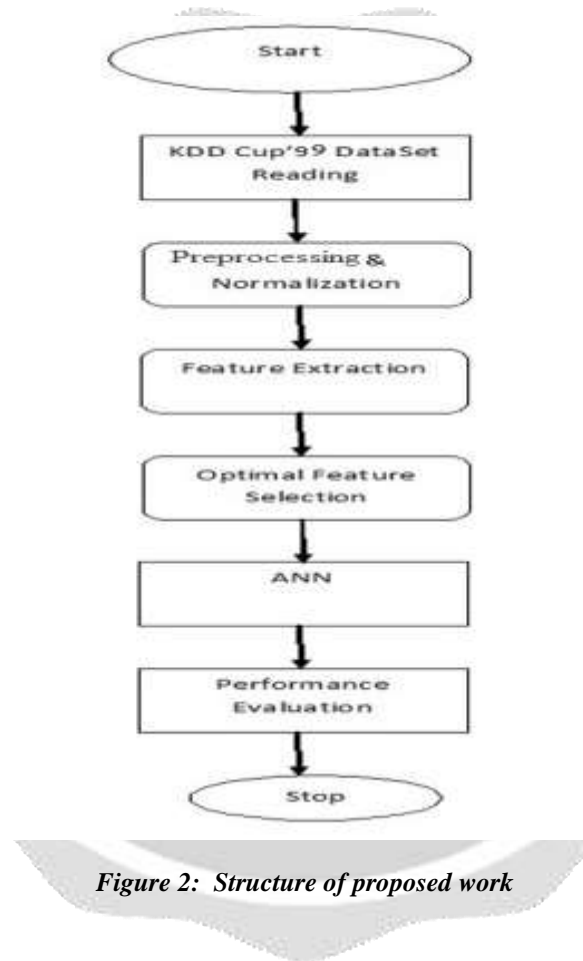 Start
KDD Cup'99 DataSet
Reading
Preprocessing &
Normalization
Feature Extraction
Optimal Feature
Selection
ANN
Performance
Evaluation
Stop
Figure 2: Structure of proposed work